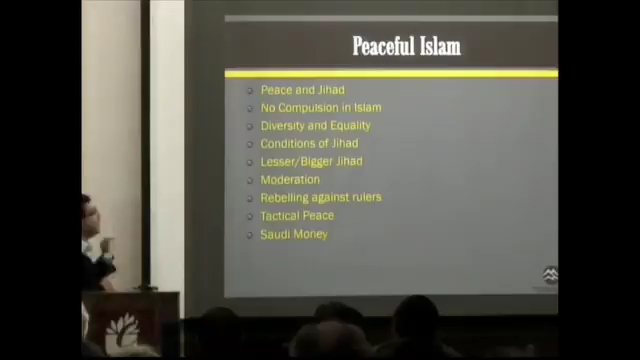 Peaceful Islam
Peace and Jihad
No Compulsion in Islam
Diversity and Equality
Conditions of Jihad
Lesser/Bigger Jihad
Moderation
Rebelling against rulers
Tactical Peace
Saudi Money